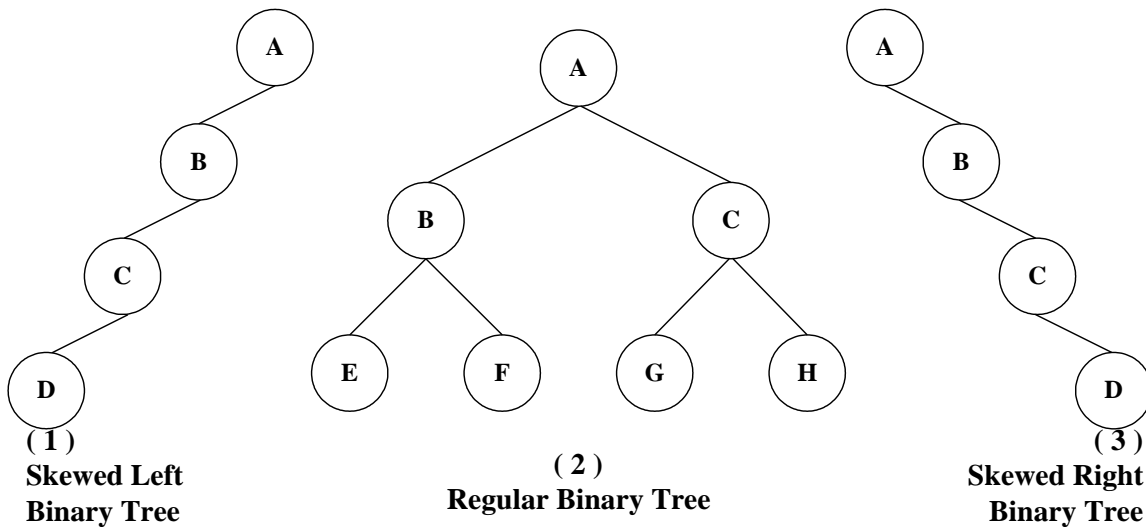 A
B
C
D
( 1 )
Skewed Left
Binary Tree
A
B
C
E
F
G
H
( 2 )
Regular Binary Tree
A
B
C
D
( 3 )
Skewed Right
Binary Tree